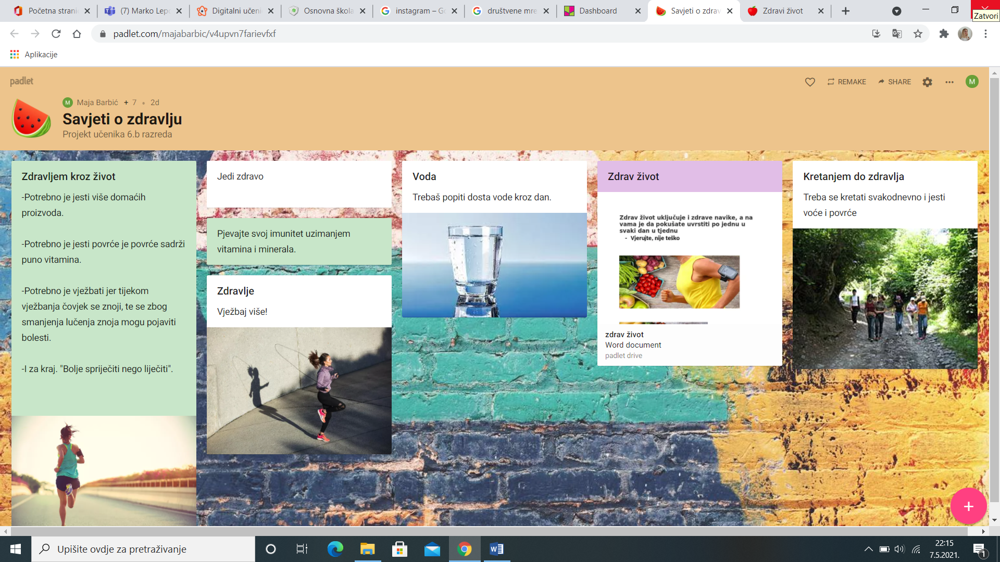 Početna strani
(7) Marko Lepo
Digitalni učeni
Osnovna škola
instagram – Go
društvene mre
Dashboard
Savjeti o zdrav
Zdravi život
Zatvori
padlet.com/majabarbic/v4upvn7farievfxf
Aplikacije
padlet
REMAKE
SHARE
M
M Maja Barbić + 7 • 2d
Savjeti o zdravlju
Projekt učenika 6.b razreda
Zdravljem kroz život
-Potrebno je jesti više domaćih
proizvoda.
-Potrebno je jesti povrće je povrće sadrži
puno vitamina.
-Potrebno je vježbati jer tijekom
vježbanja čovjek se znoji, te se zbog
smanjenja lučenja znoja mogu pojaviti
bolesti.
-I za kraj. "Bolje spriječiti nego liječiti".
Jedi zdravo
Pjevajte svoj imunitet uzimanjem
vitamina i minerala.
Zdravlje
Vježbaj više!
Voda
Trebaš popiti dosta vode kroz dan.
Zdrav život
Zdrav život uključuje i zdrave navike, a na
vama je da pokušate uvrstiti po jednu u
svaki dan u tjednu
- Vjerujte, nije teško
zdrav život
Word document
padlet drive
Kretanjem do zdravlja
Treba se kretati svakodnevno i jesti
voće i povrće
Upišite ovdje za pretraživanje
22:15
7.5.2021.
1